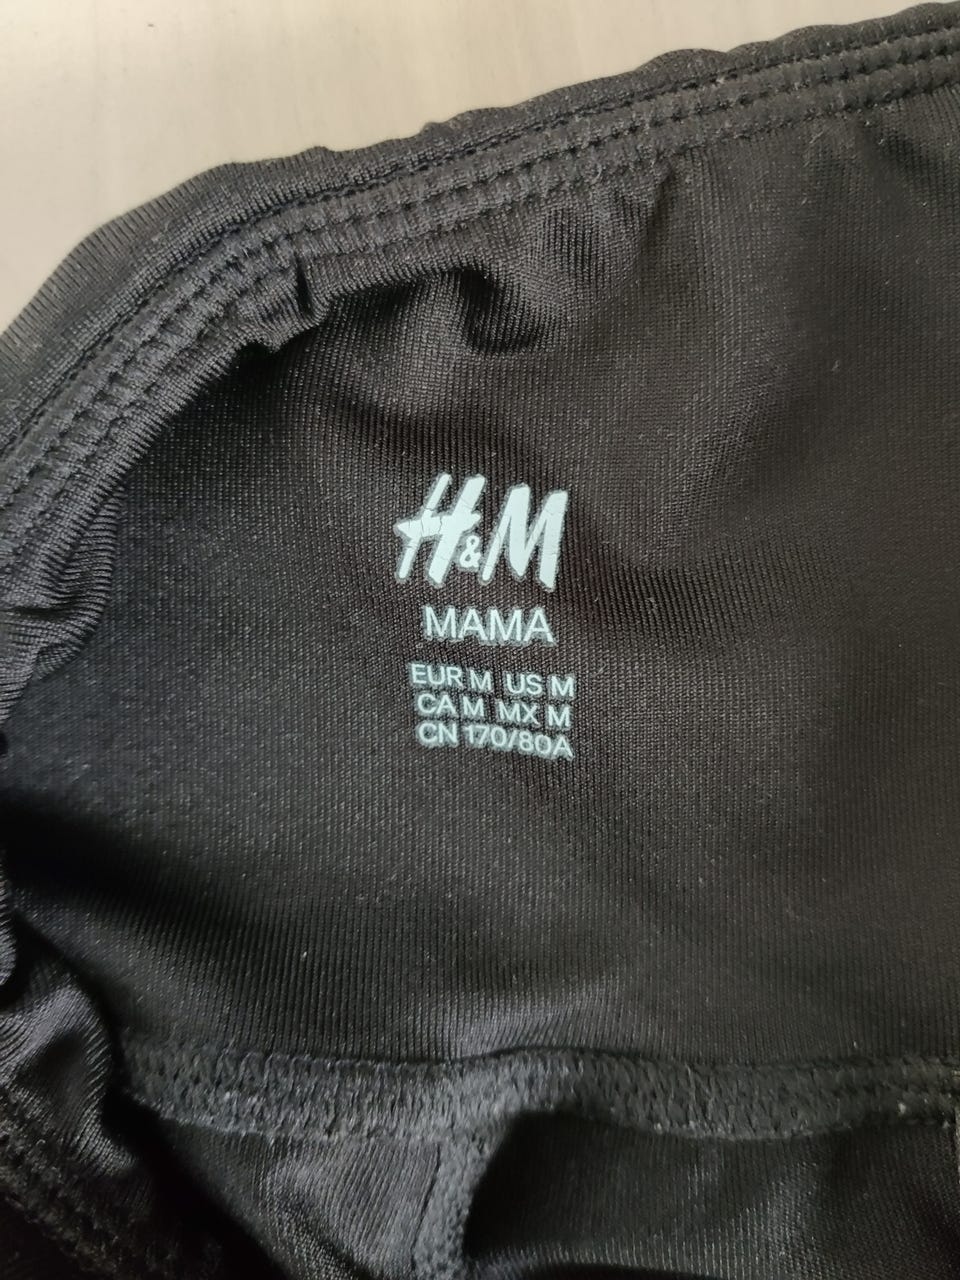 H&M
MAMA
EUR M US M
CA M MX M
CN 170/80A